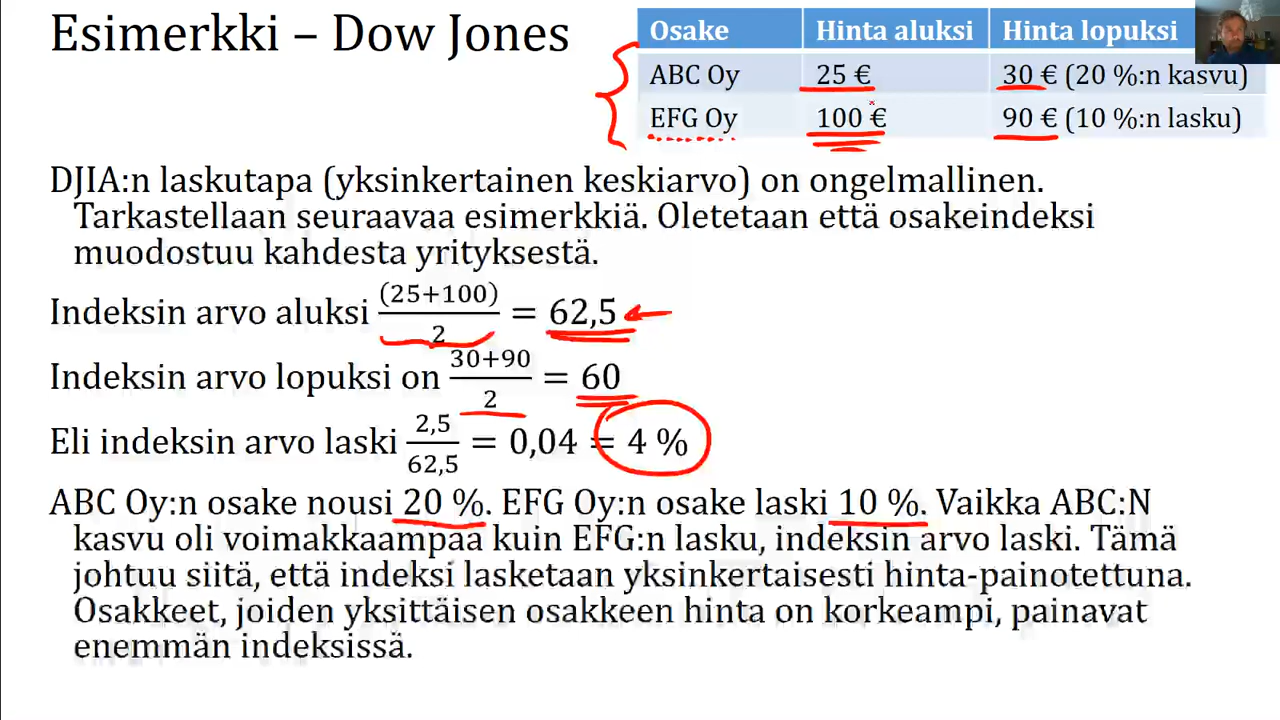 Esimerkki – Dow Jones
Osake Hinta aluksi Hinta lopuksi
ABC Oy 25 € 30 € (20 %:n kasvu)
EFG Oy 100 € 90 € (10 %:n lasku)
DJIA:n laskutapa (yksinkertainen keskiarvo) on ongelmallinen.
Tarkastellaan seuraavaa esimerkkiä. Oletetaan että osakeindeksi
muodostuu kahdesta yrityksestä.
Indeksin arvo aluksi (25+100)/2 = 62,5
Indeksin arvo lopuksi on 30+90/2 = 60
Eli indeksin arvo laski 2,5/62,5 = 0,04 = 4 %
ABC Oy:n osake nousi 20 %. EFG Oy:n osake laski 10 %. Vaikka ABC:N
kasvu oli voimakkaampaa kuin EFG:n lasku, indeksin arvo laski. Tämä
johtuu siitä, että indeksi lasketaan yksinkertaisesti hinta-painotettuna.
Osakkeet, joiden yksittäisen osakkeen hinta on korkeampi, painavat
enemmän indeksissä.